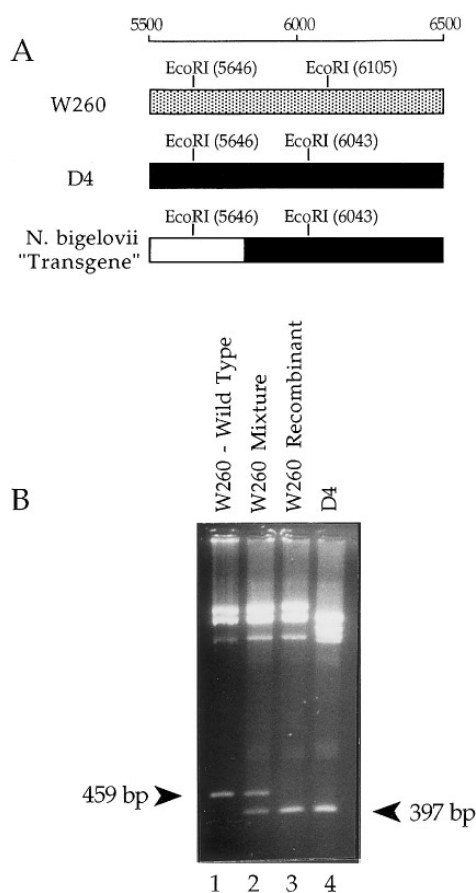 5500 6000 6500
A
EcoRI (5646) EcoRI (6105)
W260
EcoRI (5646) EcoRI (6043)
D4
EcoRI (5646) EcoRI (6043)
N. bigelovii
"Transgene"
B
W260 - Wild Type
W260 Mixture
W260 Recombinant
D4
459 bp
397 bp
1 2 3 4